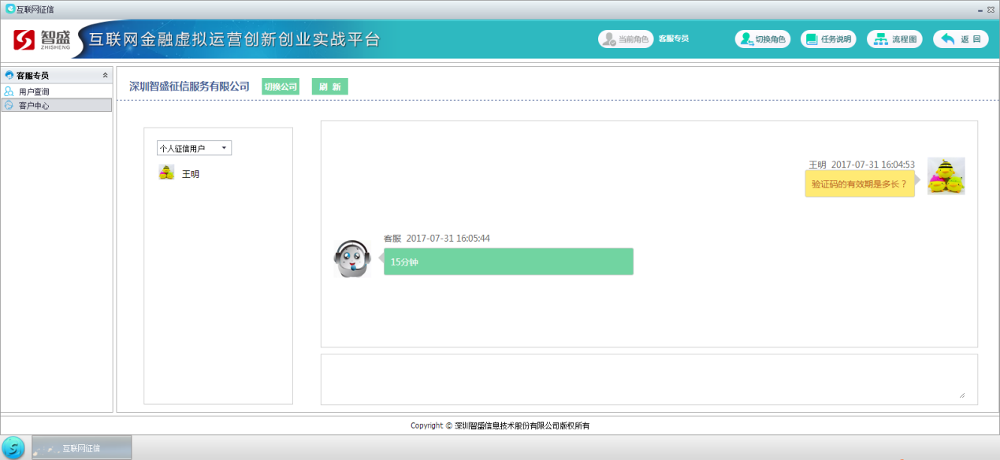 互联网征信
智盛
ZHISHENG
互联网金融虚拟运营创新创业实战平台
当前角色 客服专员 切换角色 任务说明 流程图 返 回
客服专员
用户查询
客户中心
深圳智盛征信服务有限公司 切换公司 刷 新
个人征信用户
王明
王明 2017-07-31 16:04:53
验证码的有效期是多长？
客服 2017-07-31 16:05:44
15分钟
Copyright © 深圳智盛信息技术股份有限公司版权所有
互联网征信